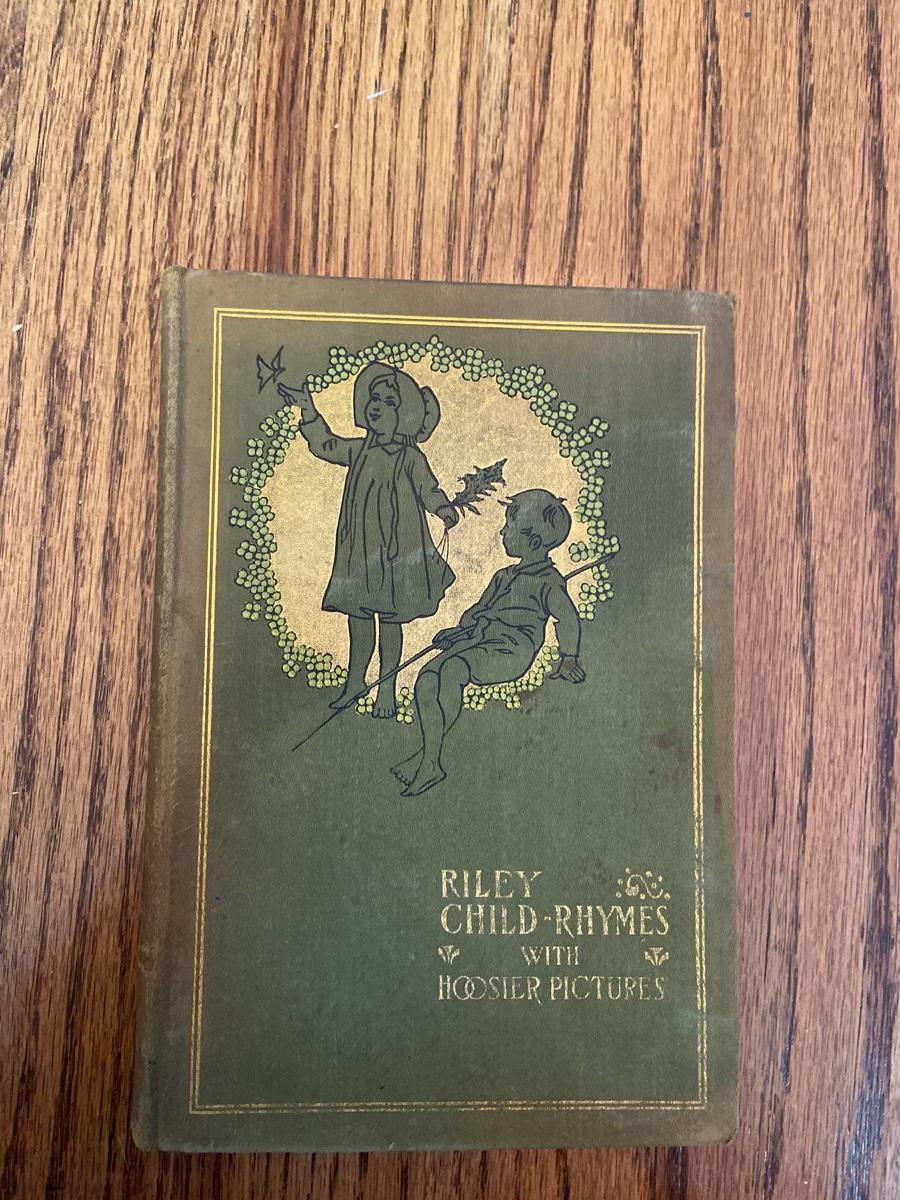 RILEY
CHILD-RHYMES
WITH
HOOSIER PICTURES